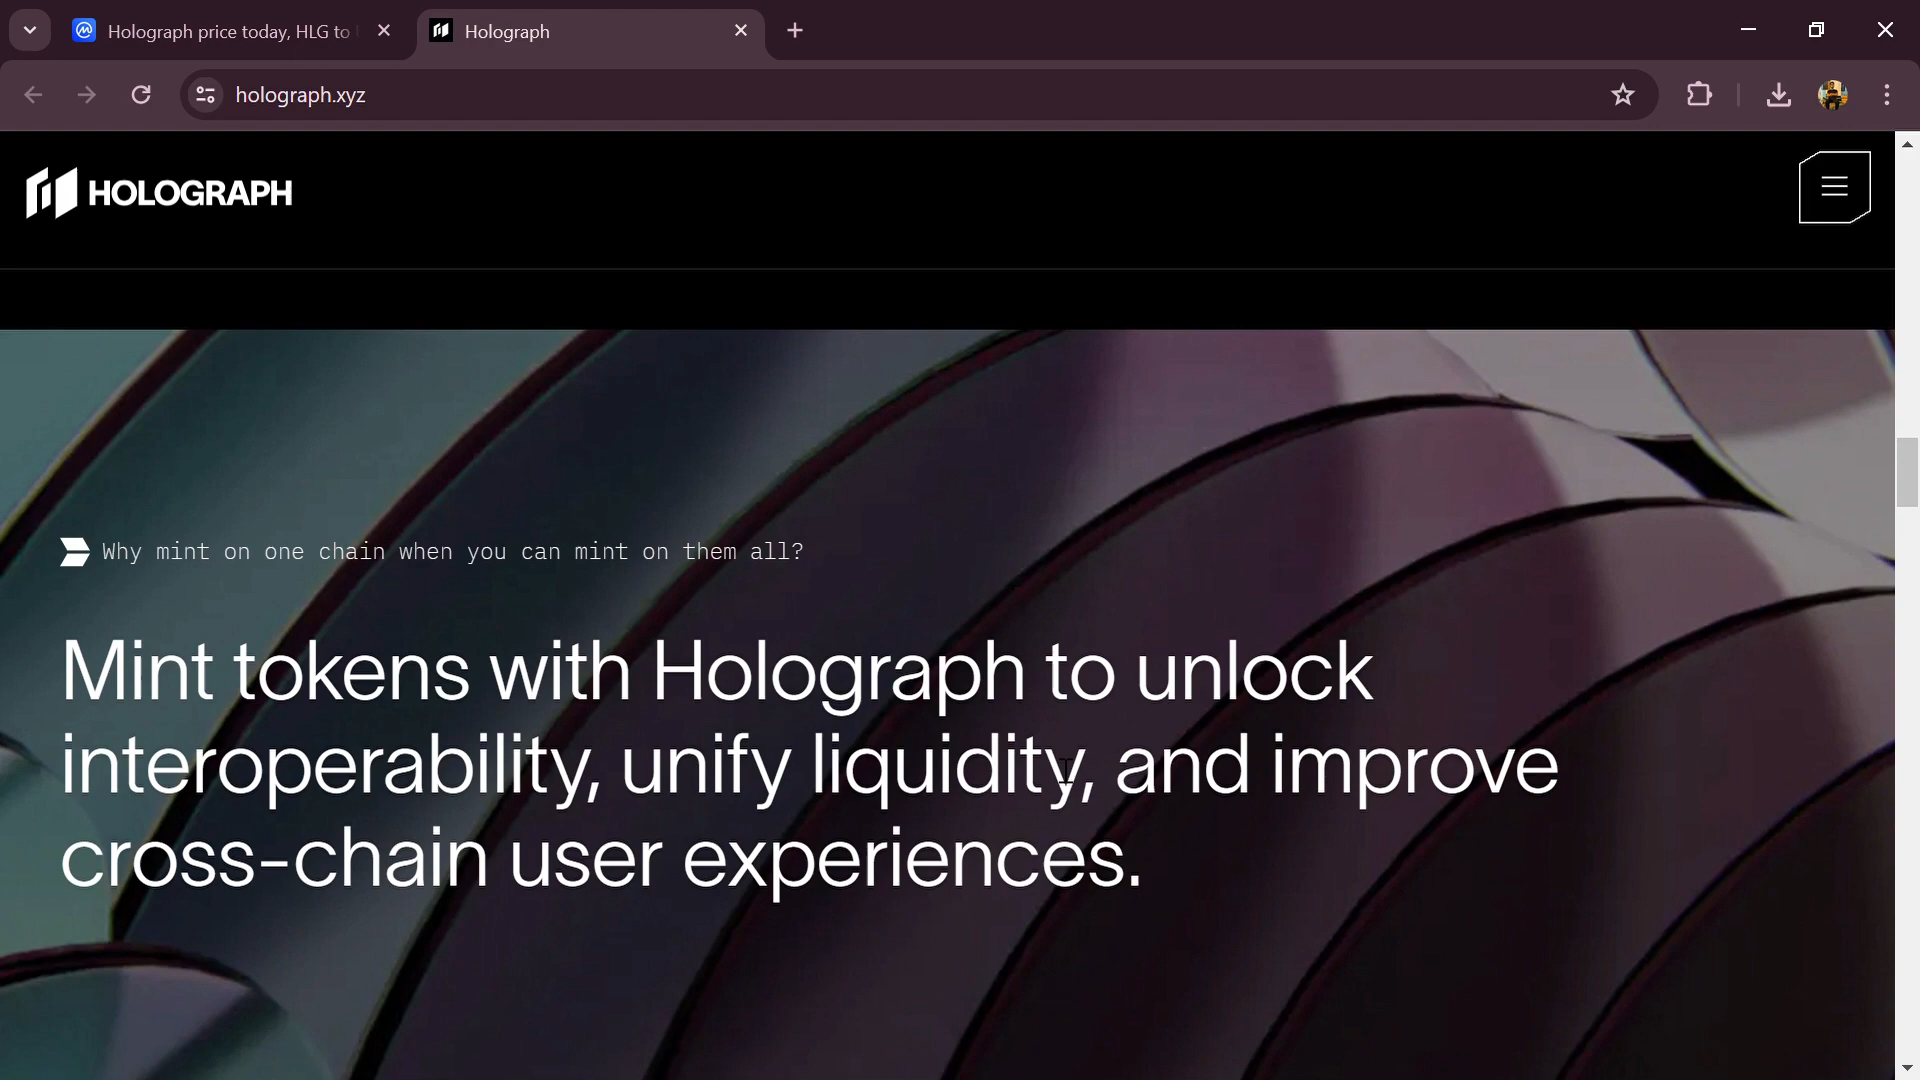 Holograph price today, HLG to
Holograph
holograph.xyz
HOLOGRAPH
Why mint on one chain when you can mint on them all?
Mint tokens with Holograph to unlock
interoperability, unify liquidity, and improve
cross-chain user experiences.